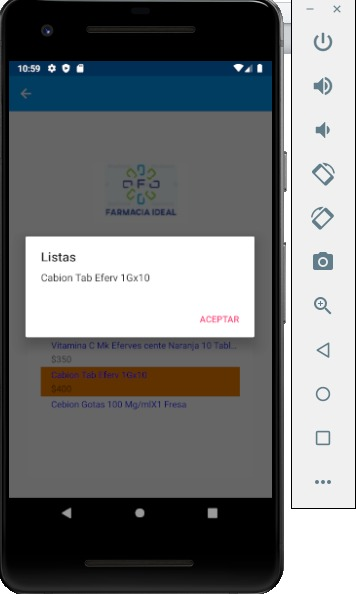 10:59
FARMACIA IDEAL
Listas
Cabion Tab Eferv 1Gx10
ACEPTAR
Vitamina C Mk Eferves cente Naranja 10 Tabl...
$350
Cabion Tab Eferv 1Gx10
$400
Cebion Gotas 100 Mg/mlX1 Fresa